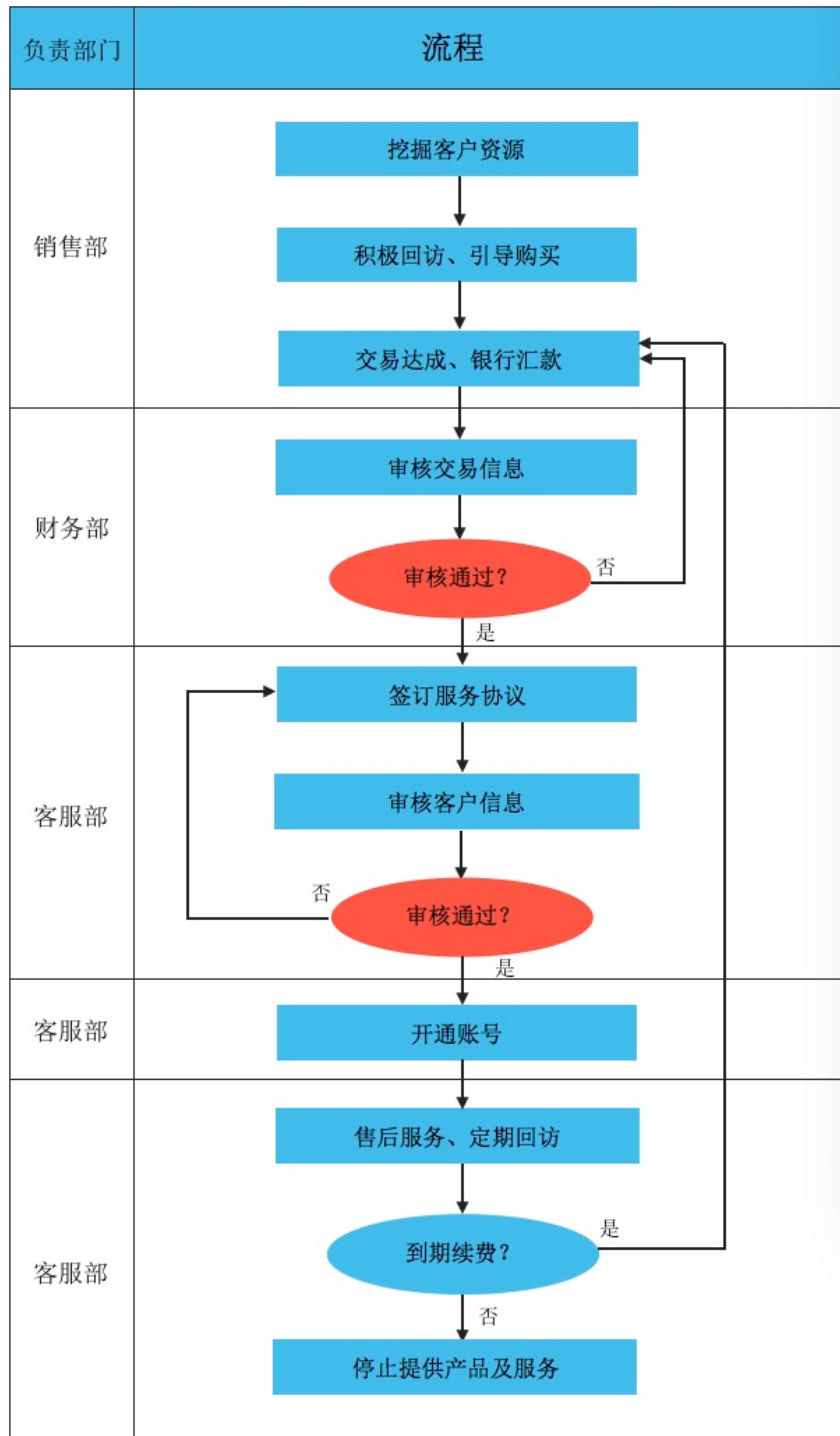 负责部门
流程
挖掘客户资源
销售部
积极回访、引导购买
交易达成、银行汇款
审核交易信息
财务部
审核通过?
否
是
签订服务协议
审核客户信息
客服部
否
审核通过?
是
客服部
开通账号
售后服务、定期回访
是
到期续费?
客服部
否
停止提供产品及服务